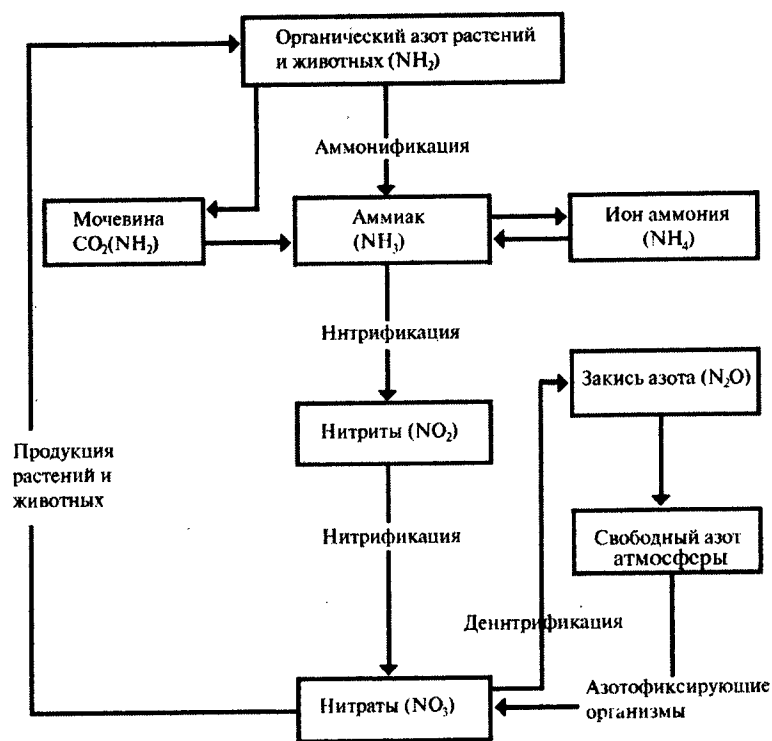 Органический азот растений
и животных (NH₂)
Аммонификация
Мочевина
CO₂(NH₂)
Аммиак
(NH₃)
Ион аммония
(NH₄)
Нитрификация
Закись азота (N₂O)
Нитриты (NO₂)
Продукция
растений и
животных
Нитрификация
Свободный азот
атмосферы
Денитрификация
Азотофиксирующие
организмы
Нитраты (NO₃)